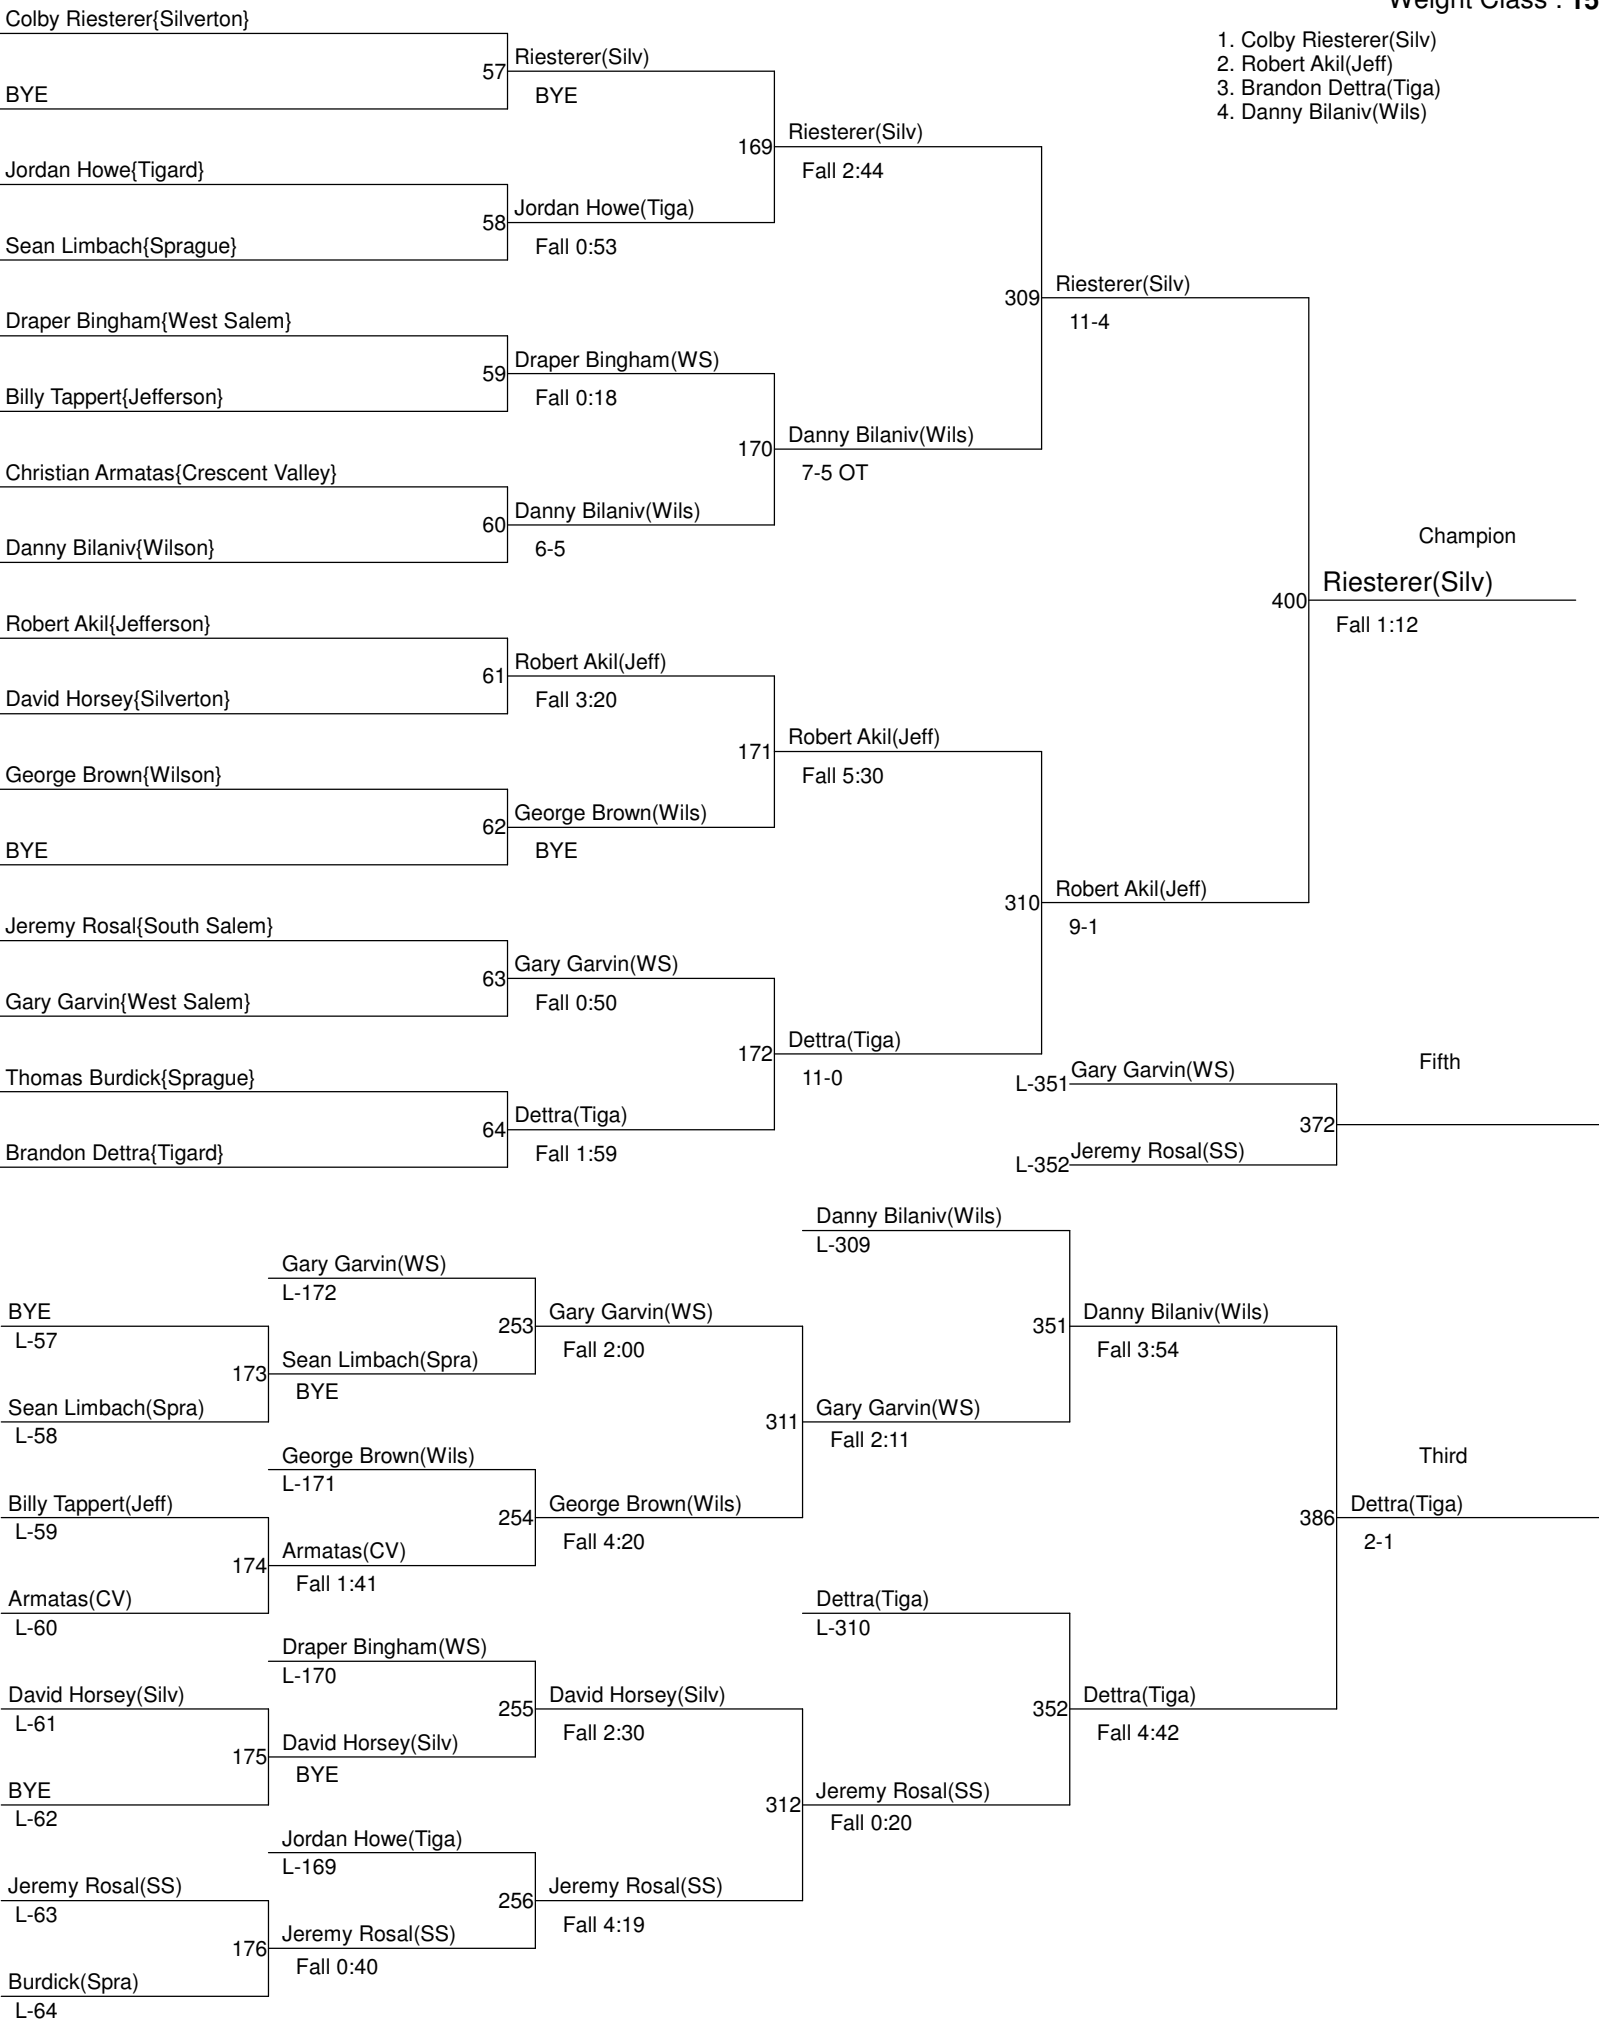 Weight Class : 15
1. Colby Riesterer(Silv)
2. Robert Akil(Jeff)
3. Brandon Dettra(Tiga)
4. Danny Bilaniv(Wils)
Colby Riesterer{Silverton}
57
Riesterer(Silv)
BYE
BYE
169
Riesterer(Silv)
Fall 2:44
Jordan Howe{Tigard}
58
Jordan Howe(Tiga)
Fall 0:53
Sean Limbach{Sprague}
309
Riesterer(Silv)
11-4
Draper Bingham{West Salem}
59
Draper Bingham(WS)
Fall 0:18
Billy Tappert{Jefferson}
170
Danny Bilaniv(Wils)
7-5 OT
Christian Armatas{Crescent Valley}
60
Danny Bilaniv(Wils)
6-5
Danny Bilaniv{Wilson}
Champion
400
Riesterer(Silv)
Fall 1:12
Robert Akil{Jefferson}
61
Robert Akil(Jeff)
Fall 3:20
David Horsey{Silverton}
171
Robert Akil(Jeff)
Fall 5:30
George Brown{Wilson}
62
George Brown(Wils)
BYE
BYE
310
Robert Akil(Jeff)
9-1
Jeremy Rosal{South Salem}
63
Gary Garvin(WS)
Fall 0:50
Gary Garvin{West Salem}
172
Dettra(Tiga)
11-0
Thomas Burdick{Sprague}
64
Dettra(Tiga)
Fall 1:59
Brandon Dettra{Tigard}
Fifth
L-351
Gary Garvin(WS)
372
L-352
Jeremy Rosal(SS)
Danny Bilaniv(Wils)
L-309
Gary Garvin(WS)
L-172
BYE
L-57
253
Gary Garvin(WS)
Fall 2:00
351
Danny Bilaniv(Wils)
Fall 3:54
173
Sean Limbach(Spra)
BYE
Sean Limbach(Spra)
L-58
311
Gary Garvin(WS)
Fall 2:11
George Brown(Wils)
L-171
Third
Billy Tappert(Jeff)
L-59
254
George Brown(Wils)
Fall 4:20
386
Dettra(Tiga)
2-1
174
Armatas(CV)
Fall 1:41
Armatas(CV)
L-60
Dettra(Tiga)
L-310
Draper Bingham(WS)
L-170
David Horsey(Silv)
L-61
255
David Horsey(Silv)
Fall 2:30
352
Dettra(Tiga)
Fall 4:42
175
David Horsey(Silv)
BYE
BYE
L-62
312
Jeremy Rosal(SS)
Fall 0:20
Jordan Howe(Tiga)
L-169
Jeremy Rosal(SS)
L-63
256
Jeremy Rosal(SS)
Fall 4:19
176
Jeremy Rosal(SS)
Fall 0:40
Burdick(Spra)
L-64